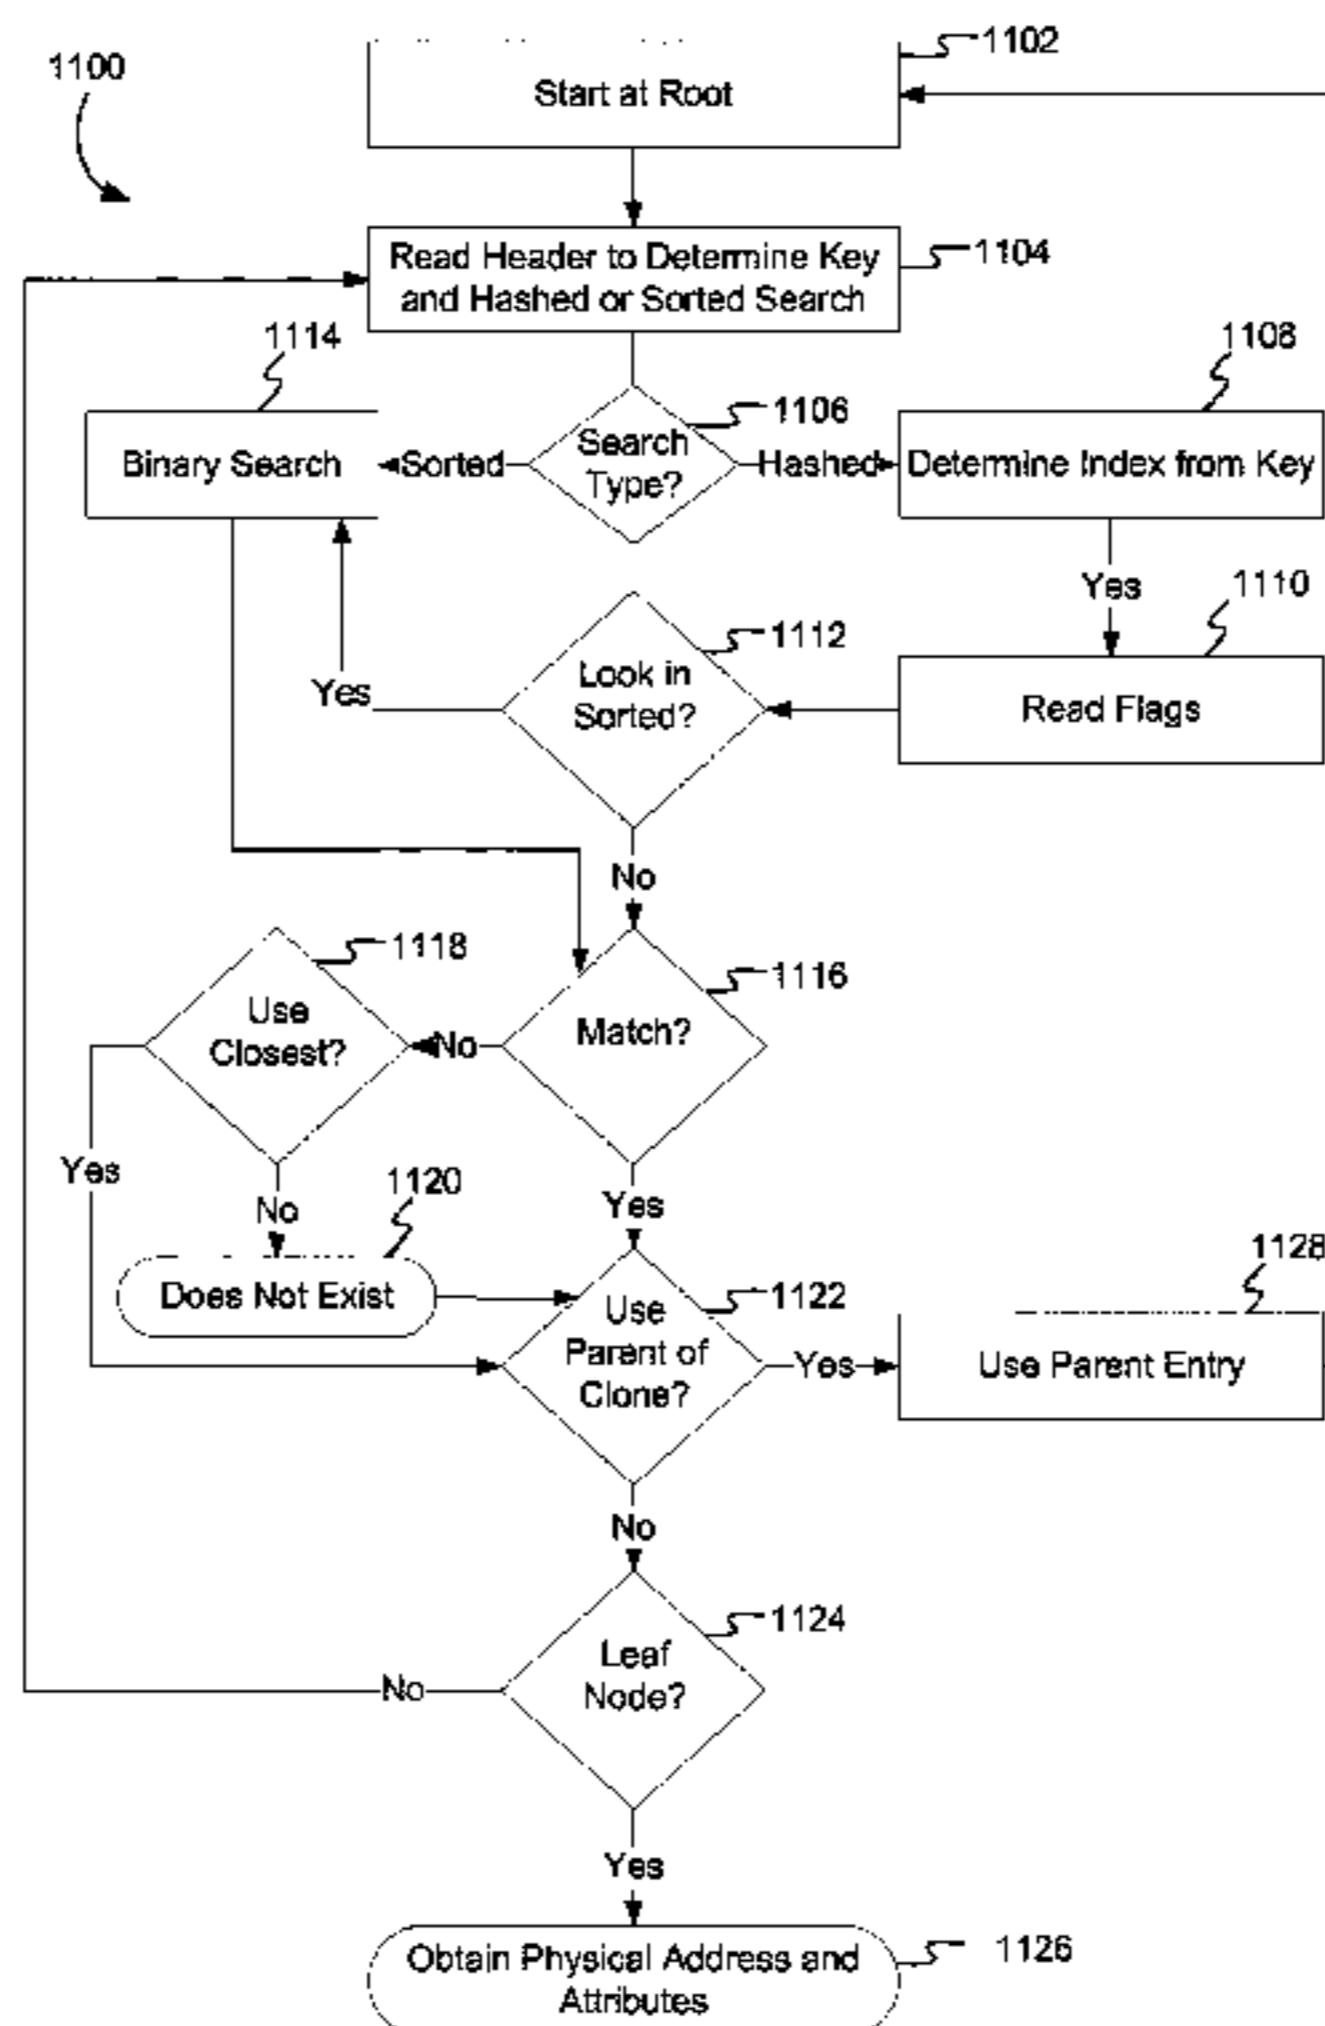 1100
1102
Start at Root
Read Header to Determine Key
and Hashed or Sorted Search
1104
1114
1106
1108
Binary Search
Sorted
Search
Type?
Hashed
Determine Index from Key
Yes
1110
1112
Look in
Sorted?
Yes
Read Flags
No
1118
1116
Use
Closest?
No
Match?
Yes
No
1120
Yes
Does Not Exist
1122
Use
Parent of
Clone?
Yes
1128
Use Parent Entry
No
1124
Leaf
Node?
No
Yes
Obtain Physical Address and
Attributes
1126